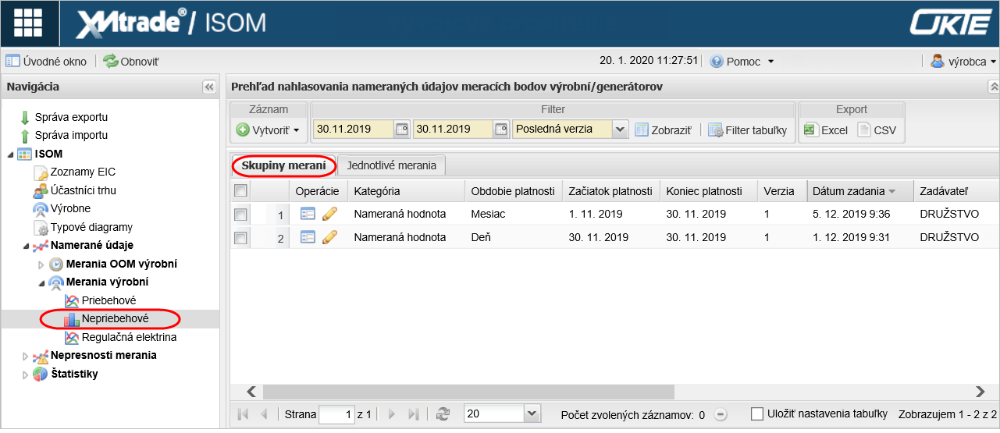 XMtrade®/ ISOM
OKTE
Úvodné okno
Obnoviť
20. 1. 2020 11:27:51
Pomoc
výrobca
Navigácia
Správa exportu
Správa importu
ISOM
Zoznamy EIC
Účastníci trhu
Výrobne
Typové diagramy
Namerané údaje
Merania OOM výrobní
Merania výrobní
Priebehové
Nepriebehové
Regulačná elektrina
Nepresnosti merania
Štatistiky
Prehľad nahlasovania nameraných údajov meracích bodov výrobní/generátorov
Záznam Filter Export
Vytvoriť 30.11.2019 30.11.2019 Posledná verzia Zobraziť Filter tabuľky Excel CSV
Skupiny meraní Jednotlivé merania
Operácie Kategória Obdobie platnosti Začiatok platnosti Koniec platnosti Verzia Dátum zadania Zadávateľ
1 Nameraná hodnota Mesiac 1. 11. 2019 30. 11. 2019 1 5. 12. 2019 9:36 DRUŽSTVO
2 Nameraná hodnota Deň 30. 11. 2019 30. 11. 2019 1 1. 12. 2019 9:31 DRUŽSTVO
Strana 1 z 1 20 Počet zvolených záznamov: 0 Uložiť nastavenia tabuľky Zobrazujem 1 - 2 z 2